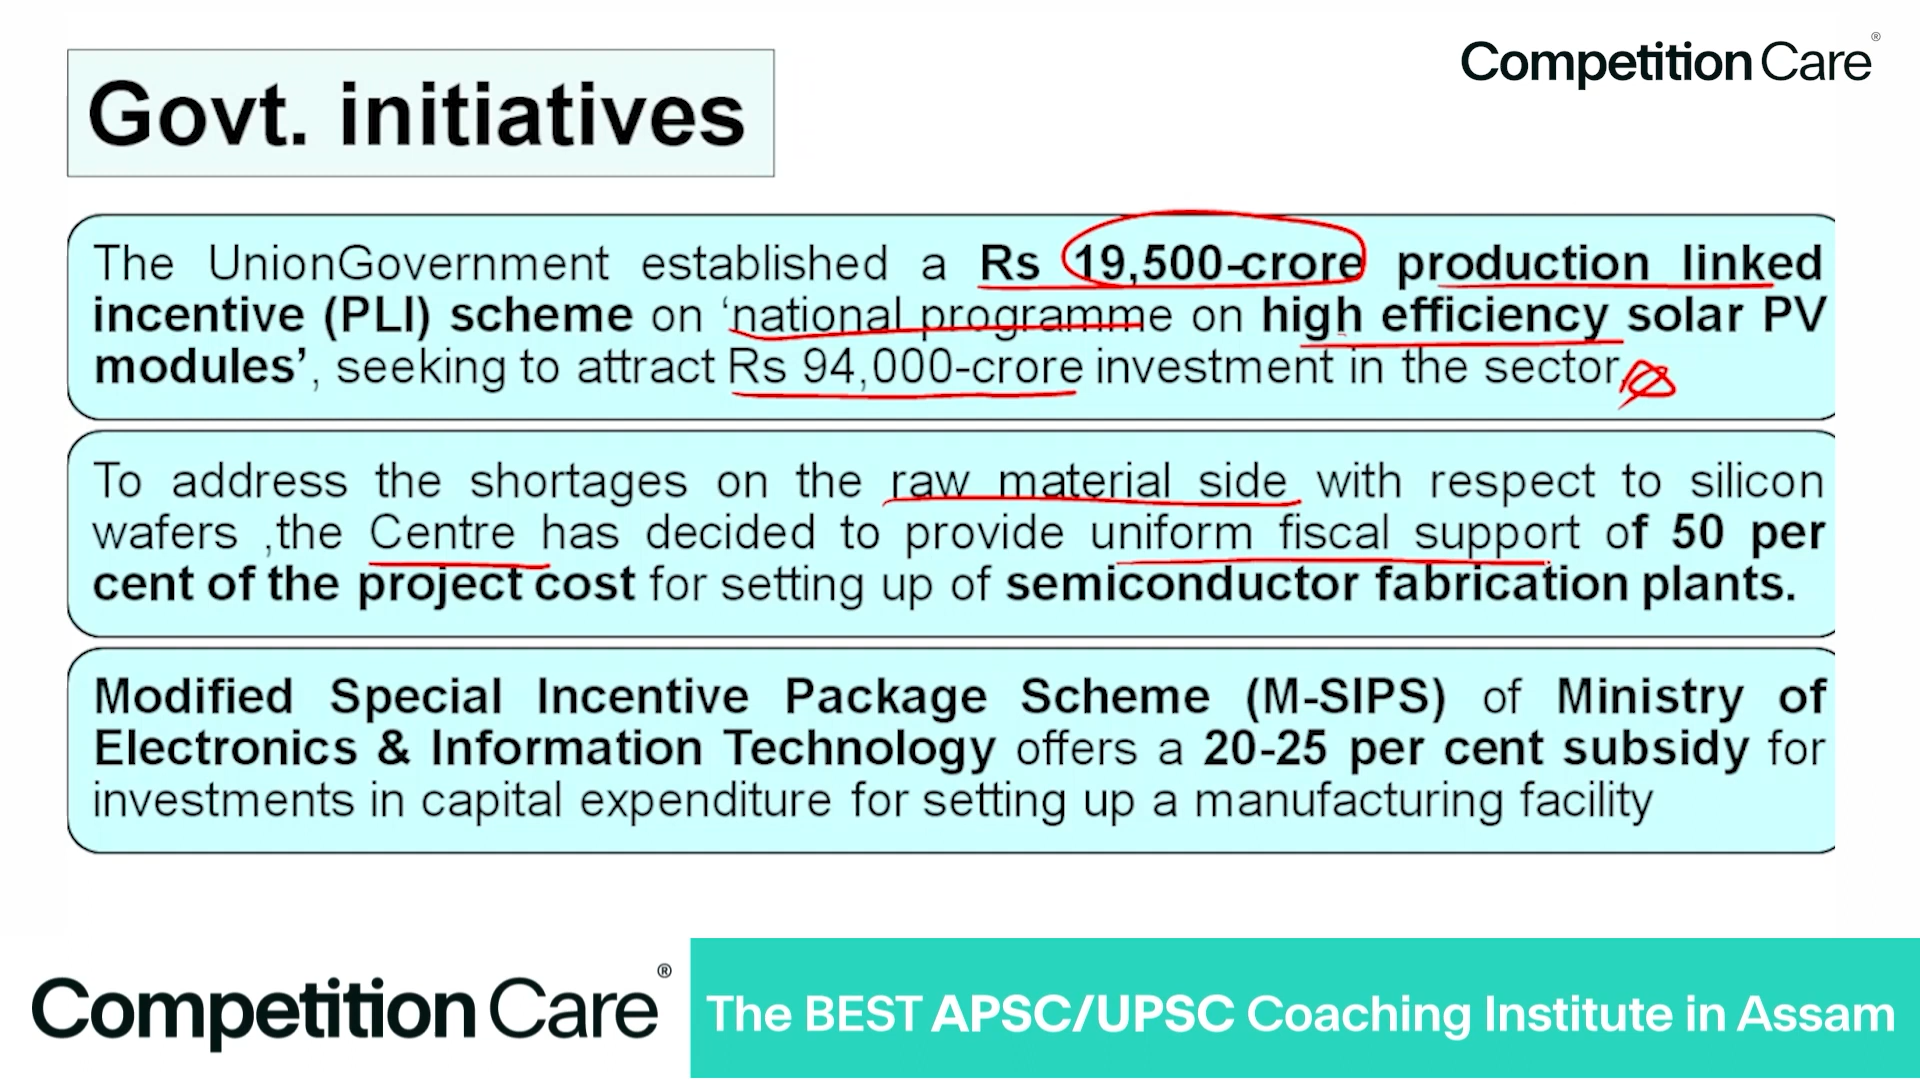 Competition Care®
Govt. initiatives
The UnionGovernment established a Rs 19,500-crore production linked
incentive (PLI) scheme on ‘national programme on high efficiency solar PV
modules’, seeking to attract Rs 94,000-crore investment in the sector.
To address the shortages on the raw material side with respect to silicon
wafers ,the Centre has decided to provide uniform fiscal support of 50 per
cent of the project cost for setting up of semiconductor fabrication plants.
Modified Special Incentive Package Scheme (M-SIPS) of Ministry of
Electronics & Information Technology offers a 20-25 per cent subsidy for
investments in capital expenditure for setting up a manufacturing facility
Competition Care®
The BEST APSC/UPSC Coaching Institute in Assam